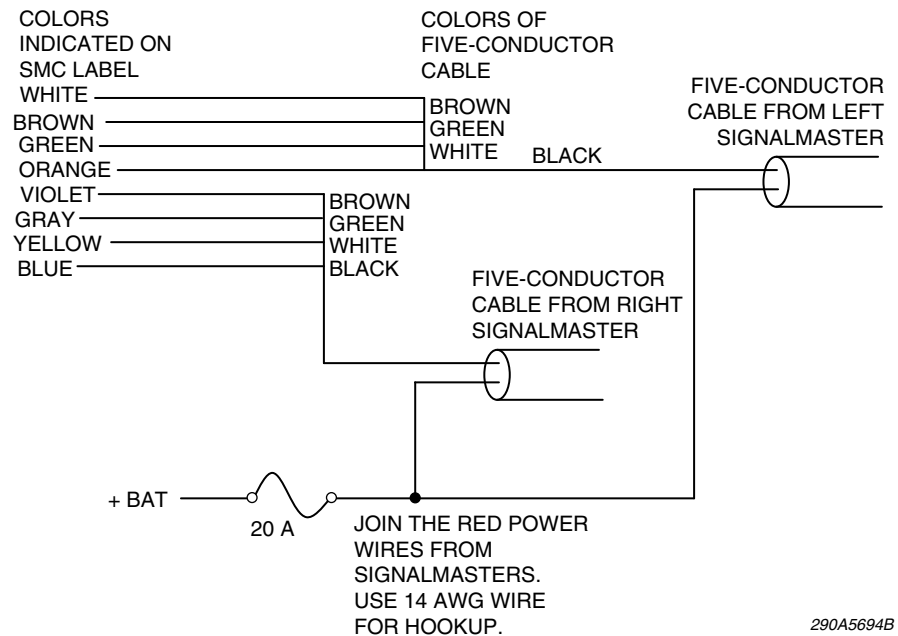 COLORS
INDICATED ON
SMC LABEL
WHITE
BROWN
GREEN
ORANGE
VIOLET
GRAY
YELLOW
BLUE
COLORS OF
FIVE-CONDUCTOR
CABLE
BROWN
GREEN
WHITE
BLACK
FIVE-CONDUCTOR
CABLE FROM LEFT
SIGNALMASTER
BROWN
GREEN
WHITE
BLACK
FIVE-CONDUCTOR
CABLE FROM RIGHT
SIGNALMASTER
+ BAT
20 A
JOIN THE RED POWER
WIRES FROM
SIGNALMASTERS.
USE 14 AWG WIRE
FOR HOOKUP.
290A5694B